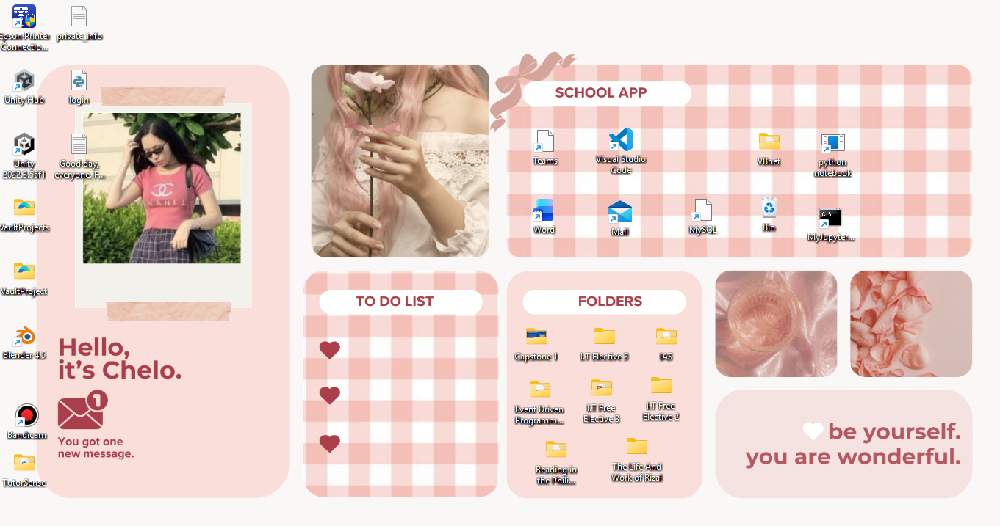 Epson Printer
Connectio...
private_info
Unity Hub
login
Unity
2022.3.55f1
Good day,
everyone. F...
VaultProjects
VaultProject
Blender 4.5
Bandicam
TutorSense
CHANEL
Hello,
it's Chelo.
1
You got one
new message.
SCHOOL APP
Teams
Visual Studio
Code
VBnet
python
notebook
Word
Mail
MySQL
Bin
C:\_
MyJupyter...
TO DO LIST
FOLDERS
Capstone 1
I.T Elective 3
IAS
Event Driven
Programm...
I.T Free
Elective 3
I.T Free
Elective 2
Reading in
the Phili...
The Life And
Work of Rizal
be yourself.
you are wonderful.